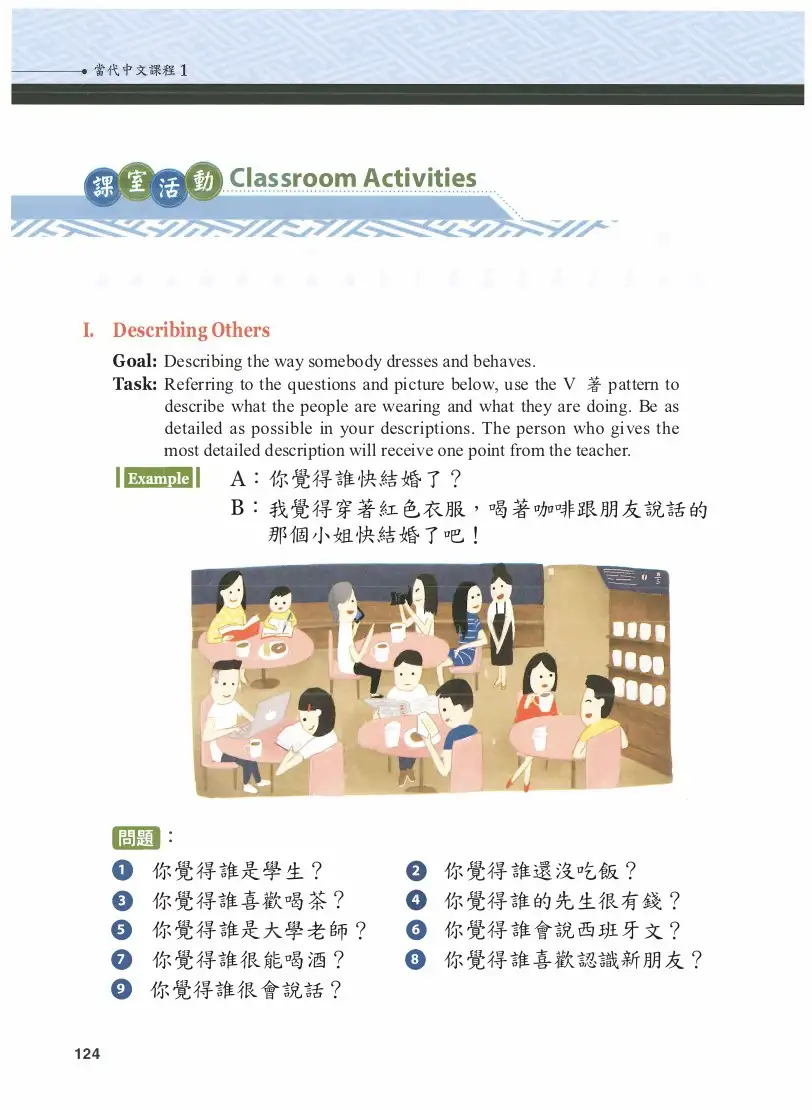 當代中文課程 1
課室活動 Classroom Activities
I. Describing Others
Goal: Describing the way somebody dresses and behaves.
Task: Referring to the questions and picture below, use the V 著 pattern to
describe what the people are wearing and what they are doing. Be as
detailed as possible in your descriptions. The person who gives the
most detailed description will receive one point from the teacher.
Example A：你覺得誰快結婚了？
B：我覺得穿著紅色衣服，喝著咖啡跟朋友說話的
那個小姐快結婚了吧！
問題：
1 你覺得誰是學生？
2 你覺得誰還沒吃飯？
3 你覺得誰喜歡喝茶？
4 你覺得誰的先生很有錢？
5 你覺得誰是大學老師？
6 你覺得誰會說西班牙文？
7 你覺得誰很能喝酒？
8 你覺得誰喜歡認識新朋友？
9 你覺得誰很會說話？
124